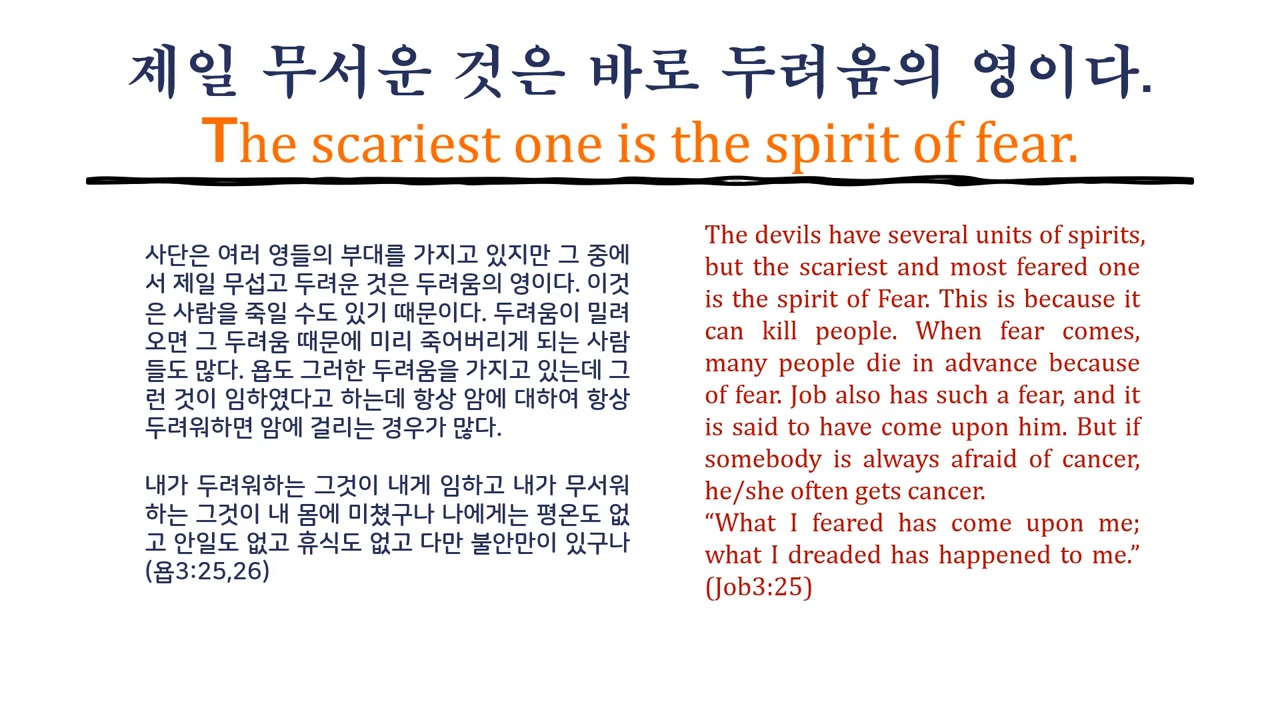 제일 무서운 것은 바로 두려움의 영이다.
The scariest one is the spirit of fear.
사단은 여러 영들의 부대를 가지고 있지만 그 중에
서 제일 무섭고 두려운 것은 두려움의 영이다. 이것
은 사람을 죽일 수도 있기 때문이다. 두려움이 밀려
오면 그 두려움 때문에 미리 죽어버리게 되는 사람
들도 많다. 욥도 그러한 두려움을 가지고 있는데 그
런 것이 임하였다고 하는데 항상 암에 대하여 항상
두려워하면 암에 걸리는 경우가 많다.
내가 두려워하는 그것이 내게 임하고 내가 무서워
하는 그것이 내 몸에 미쳤구나 나에게는 평온도 없
고 안일도 없고 휴식도 없고 다만 불안만이 있구나
(욥3:25,26)
The devils have several units of spirits,
but the scariest and most feared one
is the spirit of Fear. This is because it
can kill people. When fear comes,
many people die in advance because
of fear. Job also has such a fear, and it
is said to have come upon him. But if
somebody is always afraid of cancer,
he/she often gets cancer.
“What I feared has come upon me;
what I dreaded has happened to me.”
(Job3:25)